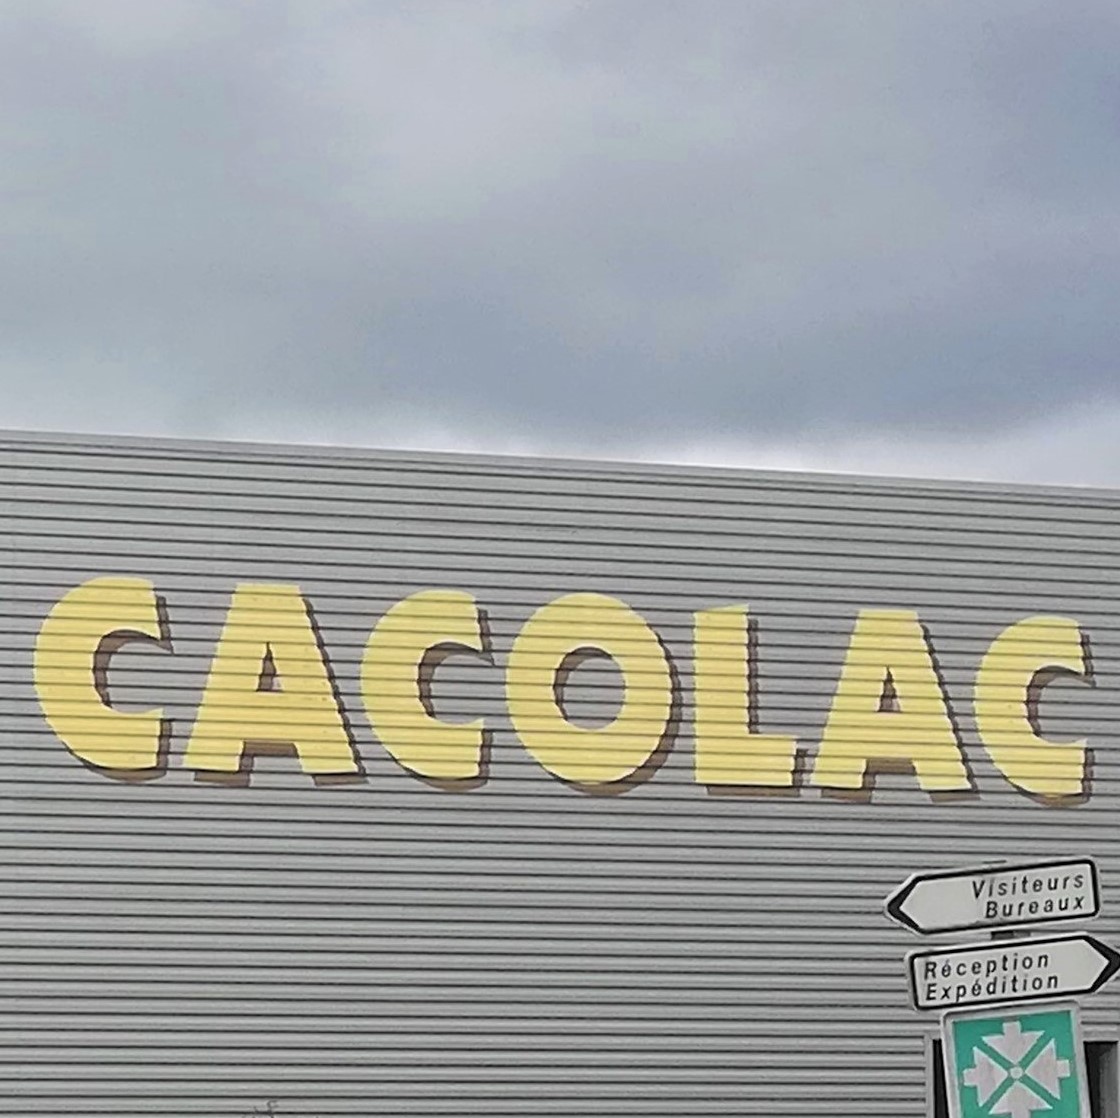 CACOLAC
Visiteurs
Bureaux
Réception
Expédition